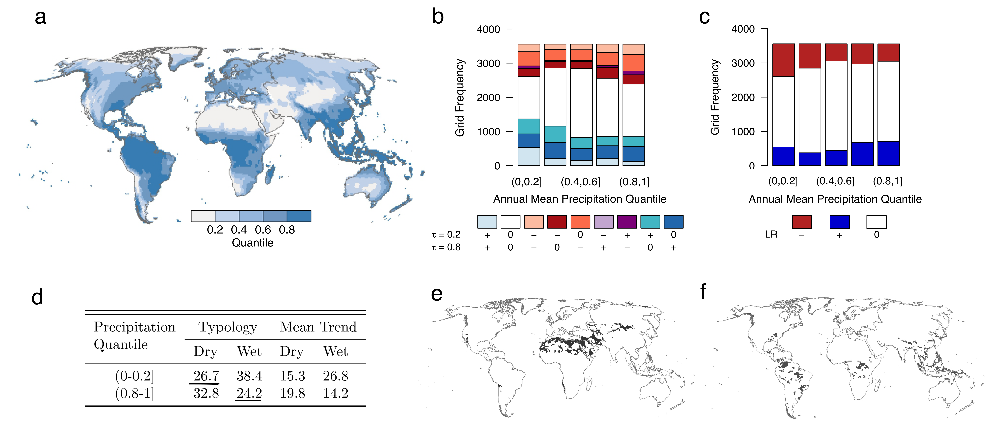 a
0.2 0.4 0.6 0.8
Quantile
b
4000
3000
2000
1000
0
Grid Frequency
(0,0.2] (0.4,0.6] (0.8,1]
Annual Mean Precipitation Quantile
τ = 0.2 + 0 − − 0 − + + 0
τ = 0.8 + 0 − 0 − + − 0 +
c
4000
3000
2000
1000
0
Grid Frequency
(0,0.2] (0.4,0.6] (0.8,1]
Annual Mean Precipitation Quantile
LR − + 0
d
Precipitation Typology Mean Trend
Quantile
Dry Wet Dry Wet
(0-0.2] 26.7 38.4 15.3 26.8
(0.8-1] 32.8 24.2 19.8 14.2
e
f